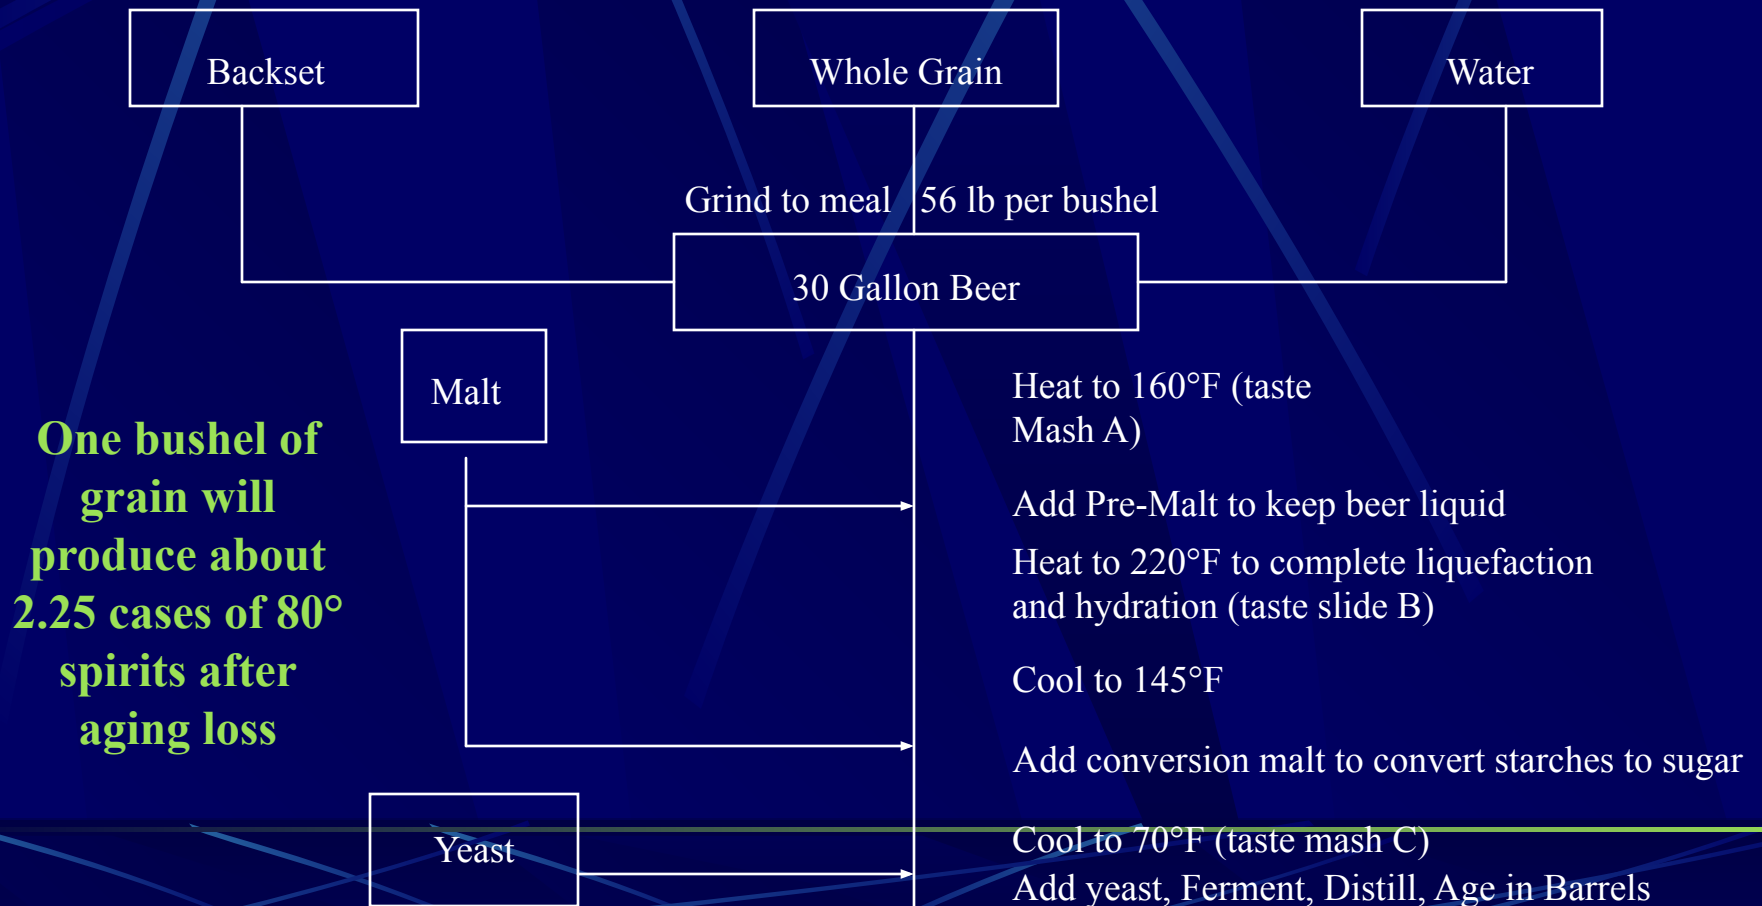 Backset
Whole Grain
Water
Grind to meal
56 lb per bushel
30 Gallon Beer
Malt
Heat to 160°F (taste
Mash A)
One bushel of
grain will
produce about
2.25 cases of 80°
spirits after
aging loss
Add Pre-Malt to keep beer liquid
Heat to 220°F to complete liquefaction
and hydration (taste slide B)
Cool to 145°F
Add conversion malt to convert starches to sugar
Yeast
Cool to 70°F (taste mash C)
Add yeast, Ferment, Distill, Age in Barrels